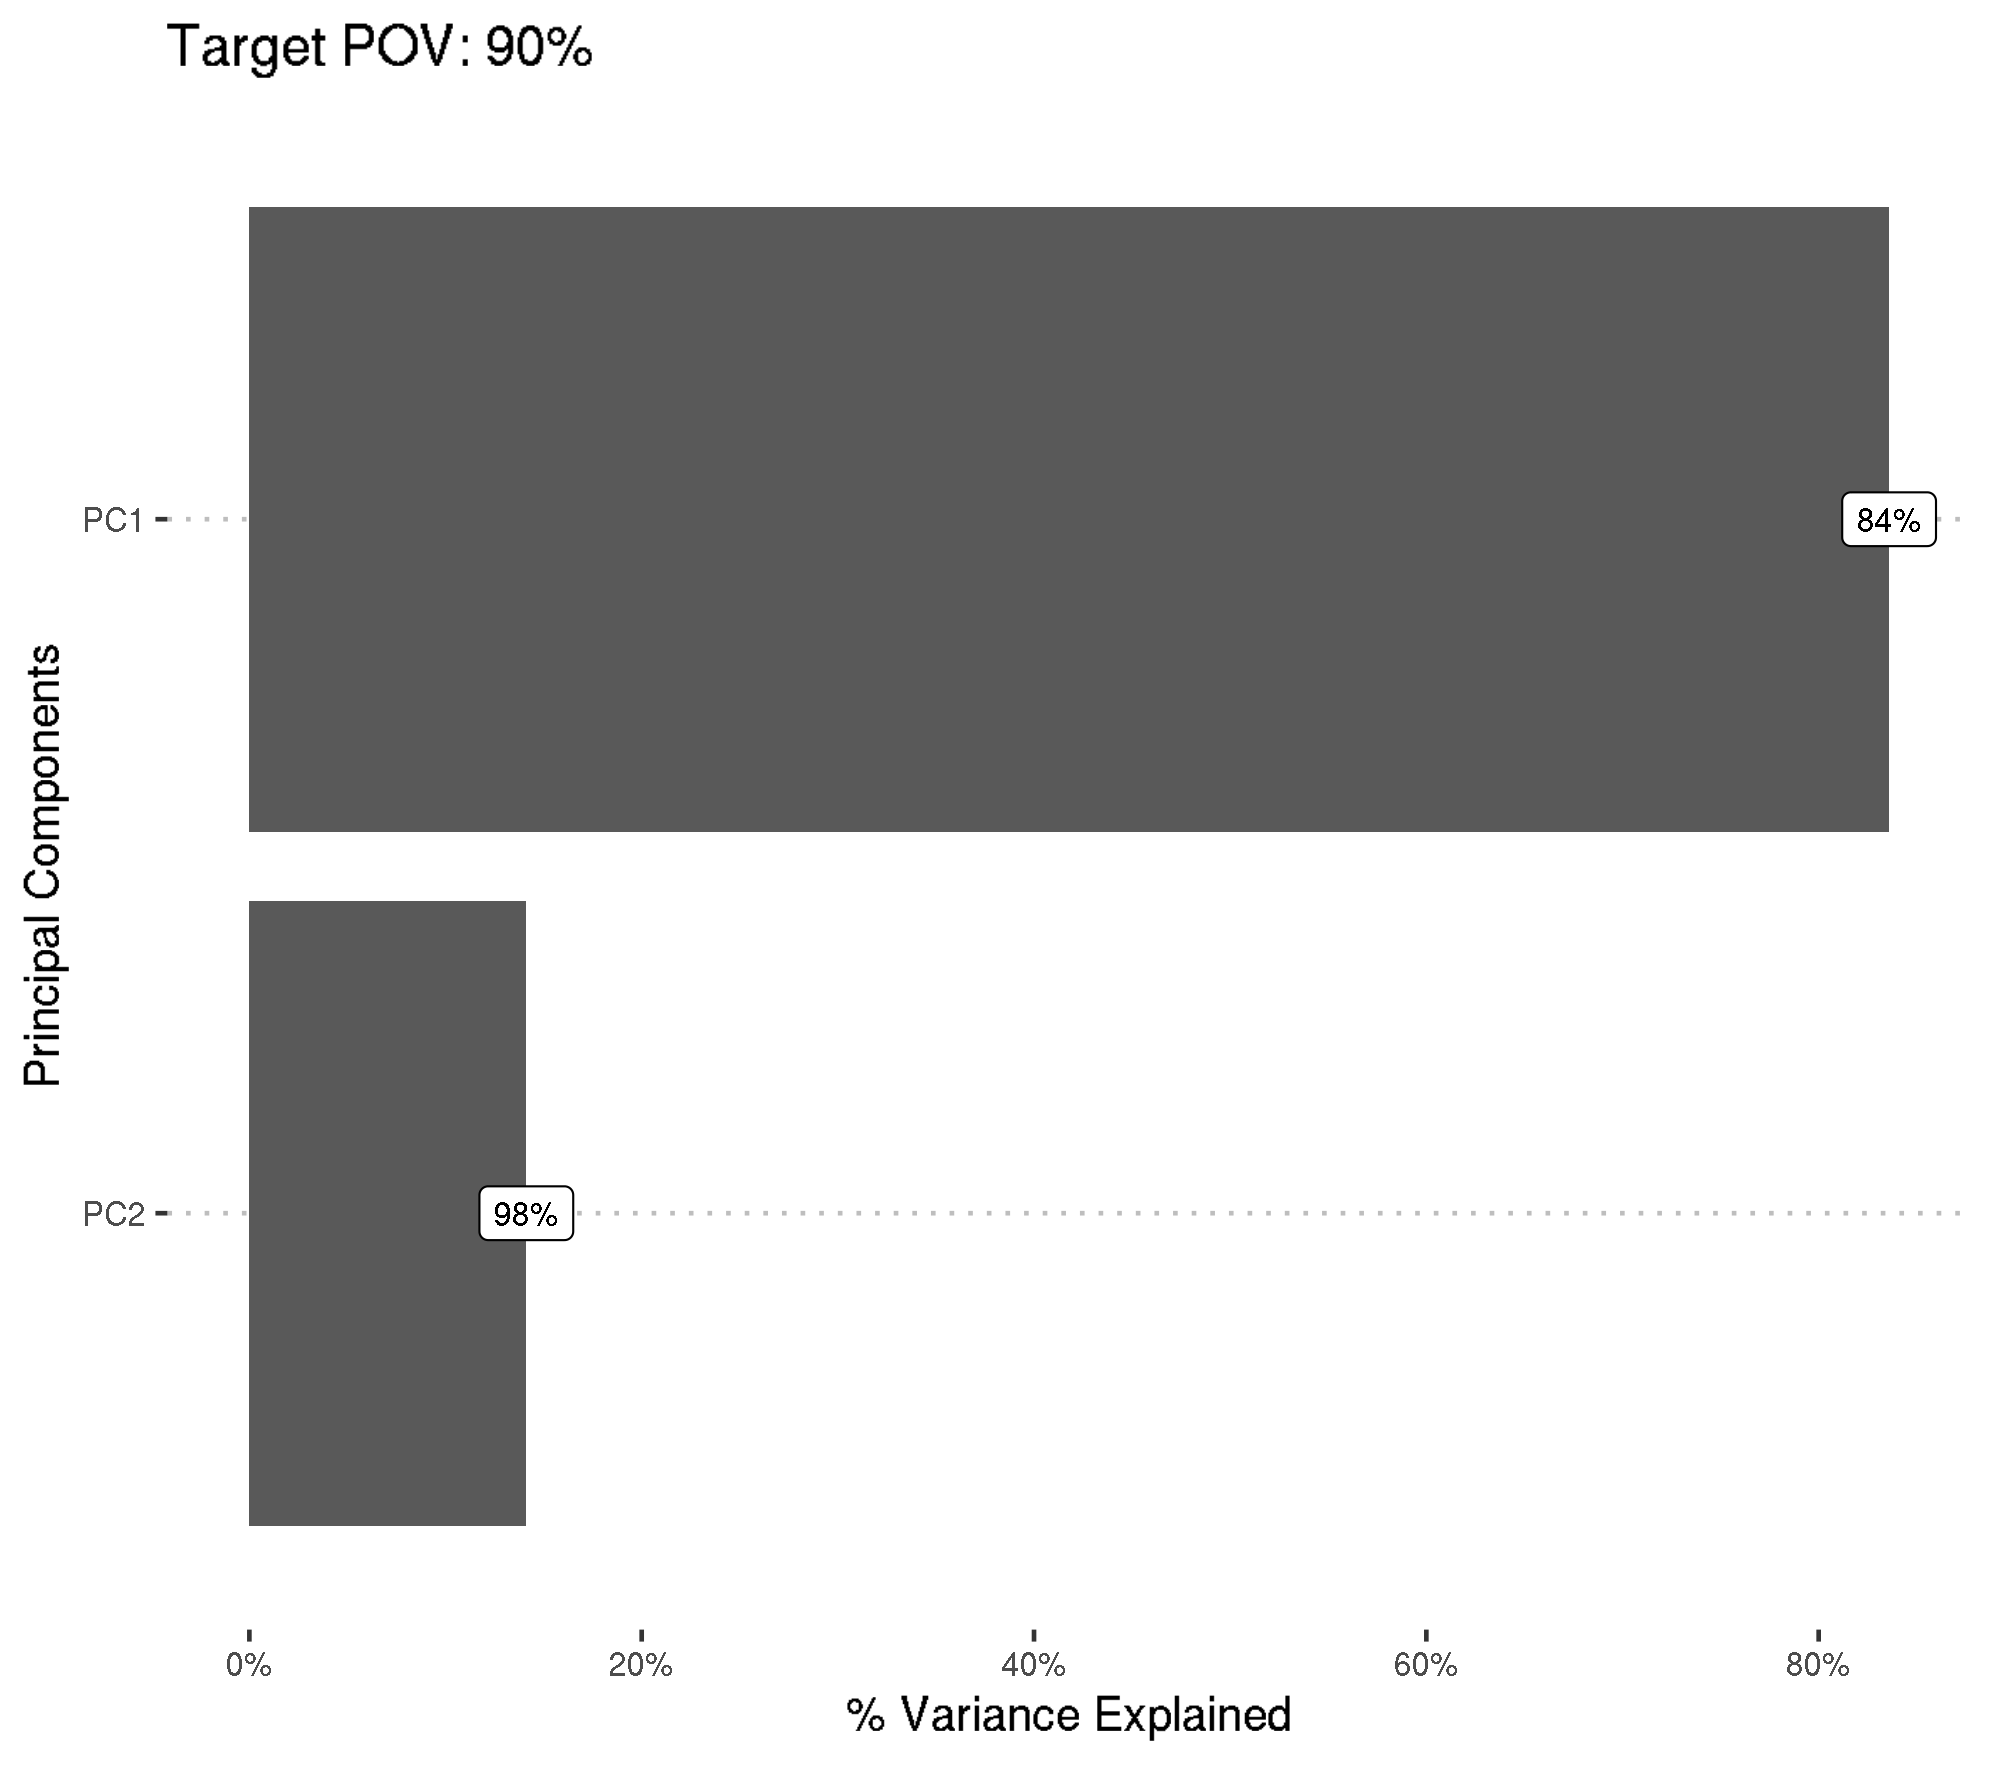 Target POV: 90%
Principal Components
PC1
84%
PC2
98%
0% 20% 40% 60% 80%
% Variance Explained